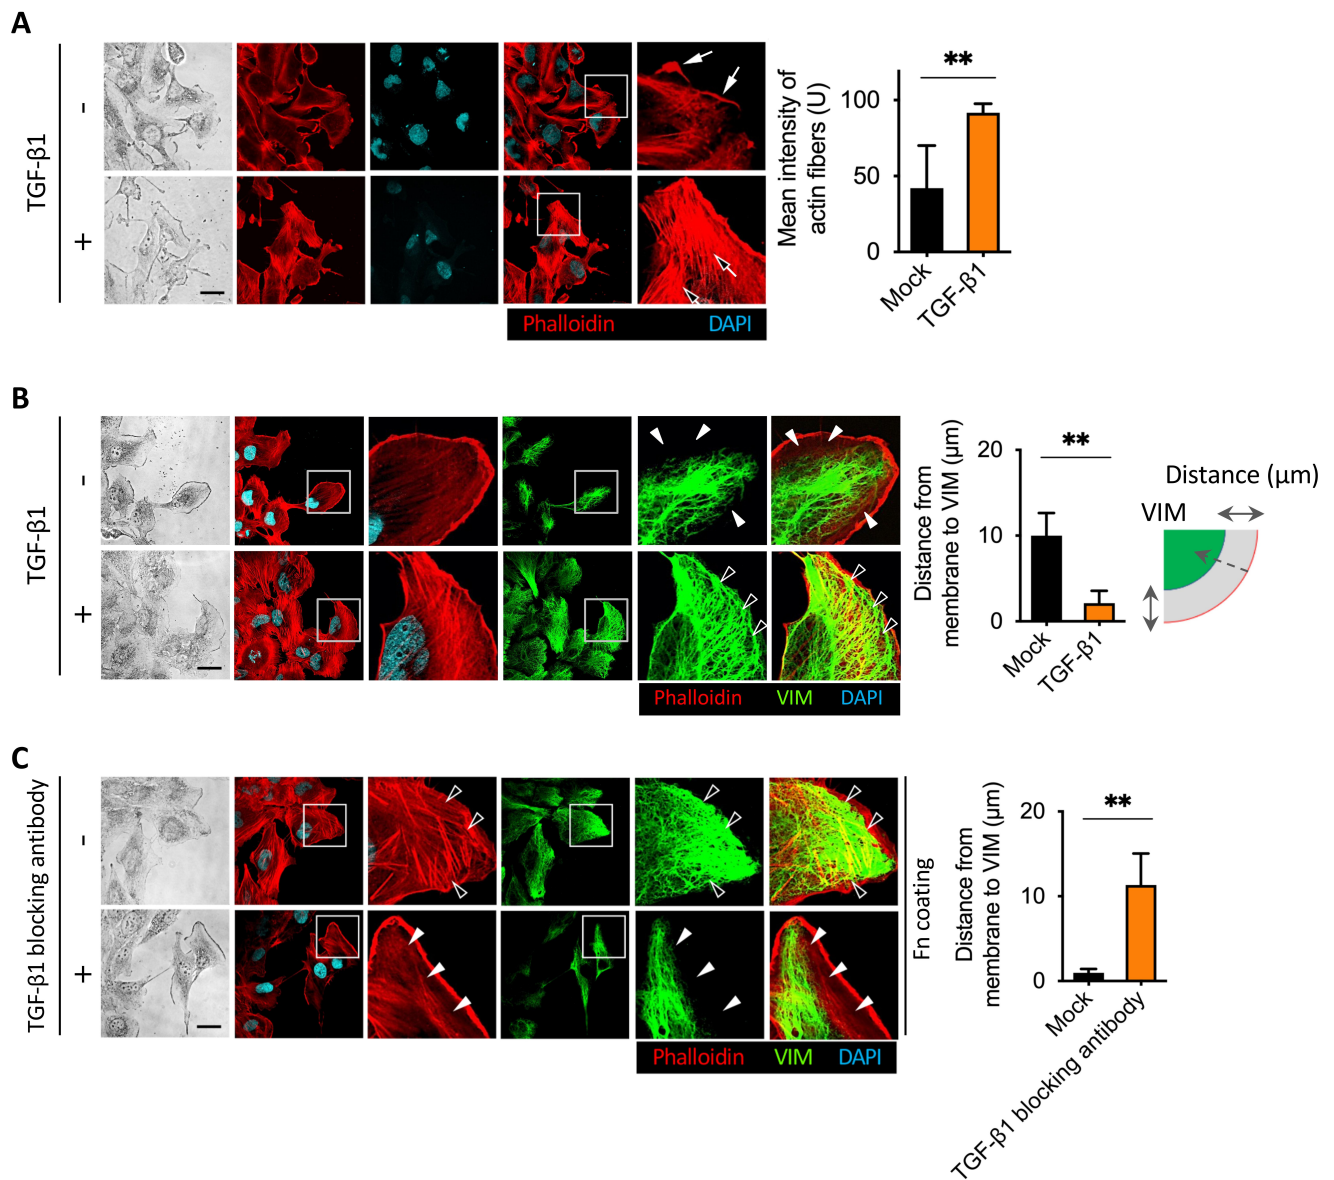 A
TGF-β1
-
+
Phalloidin DAPI
Mean intensity of
actin fibers (U)
100
50
0
**
Mock
TGF-β1
B
TGF-β1
-
+
Phalloidin VIM DAPI
Distance from
membrane to VIM (μm)
20
10
0
**
Mock
TGF-β1
Distance (μm)
VIM
C
TGF-β1 blocking antibody
-
+
Phalloidin VIM DAPI
Fn coating
Distance from
membrane to VIM (μm)
20
10
0
**
Mock
TGF-β1 blocking antibody